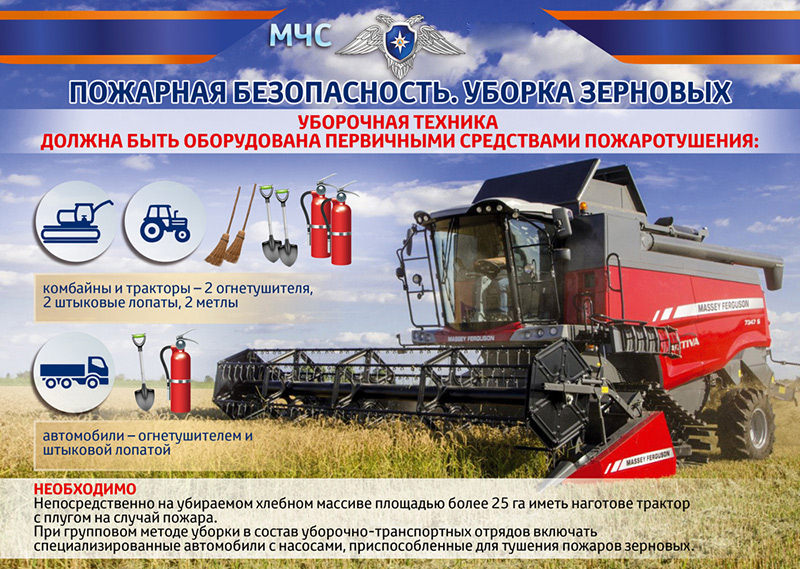 МЧС
ПОЖАРНАЯ БЕЗОПАСНОСТЬ. УБОРКА ЗЕРНОВЫХ
УБОРОЧНАЯ ТЕХНИКА
ДОЛЖНА БЫТЬ ОБОРУДОВАНА ПЕРВИЧНЫМИ СРЕДСТВАМИ ПОЖАРОТУШЕНИЯ:
комбайны и тракторы – 2 огнетушителя,
2 штыковые лопаты, 2 метлы
MASSEY FERGUSON
7347 S
MASSEY FERGUSON
TIVA
автомобили – огнетушителем и
штыковой лопатой
MASSEY FERGUSON
НЕОБХОДИМО
Непосредственно на убираемом хлебном массиве площадью более 25 га иметь наготове трактор
с плугом на случай пожара.
При групповом методе уборки в состав уборочно-транспортных отрядов включать
специализированные автомобили с насосами, приспособленные для тушения пожаров зерновых.